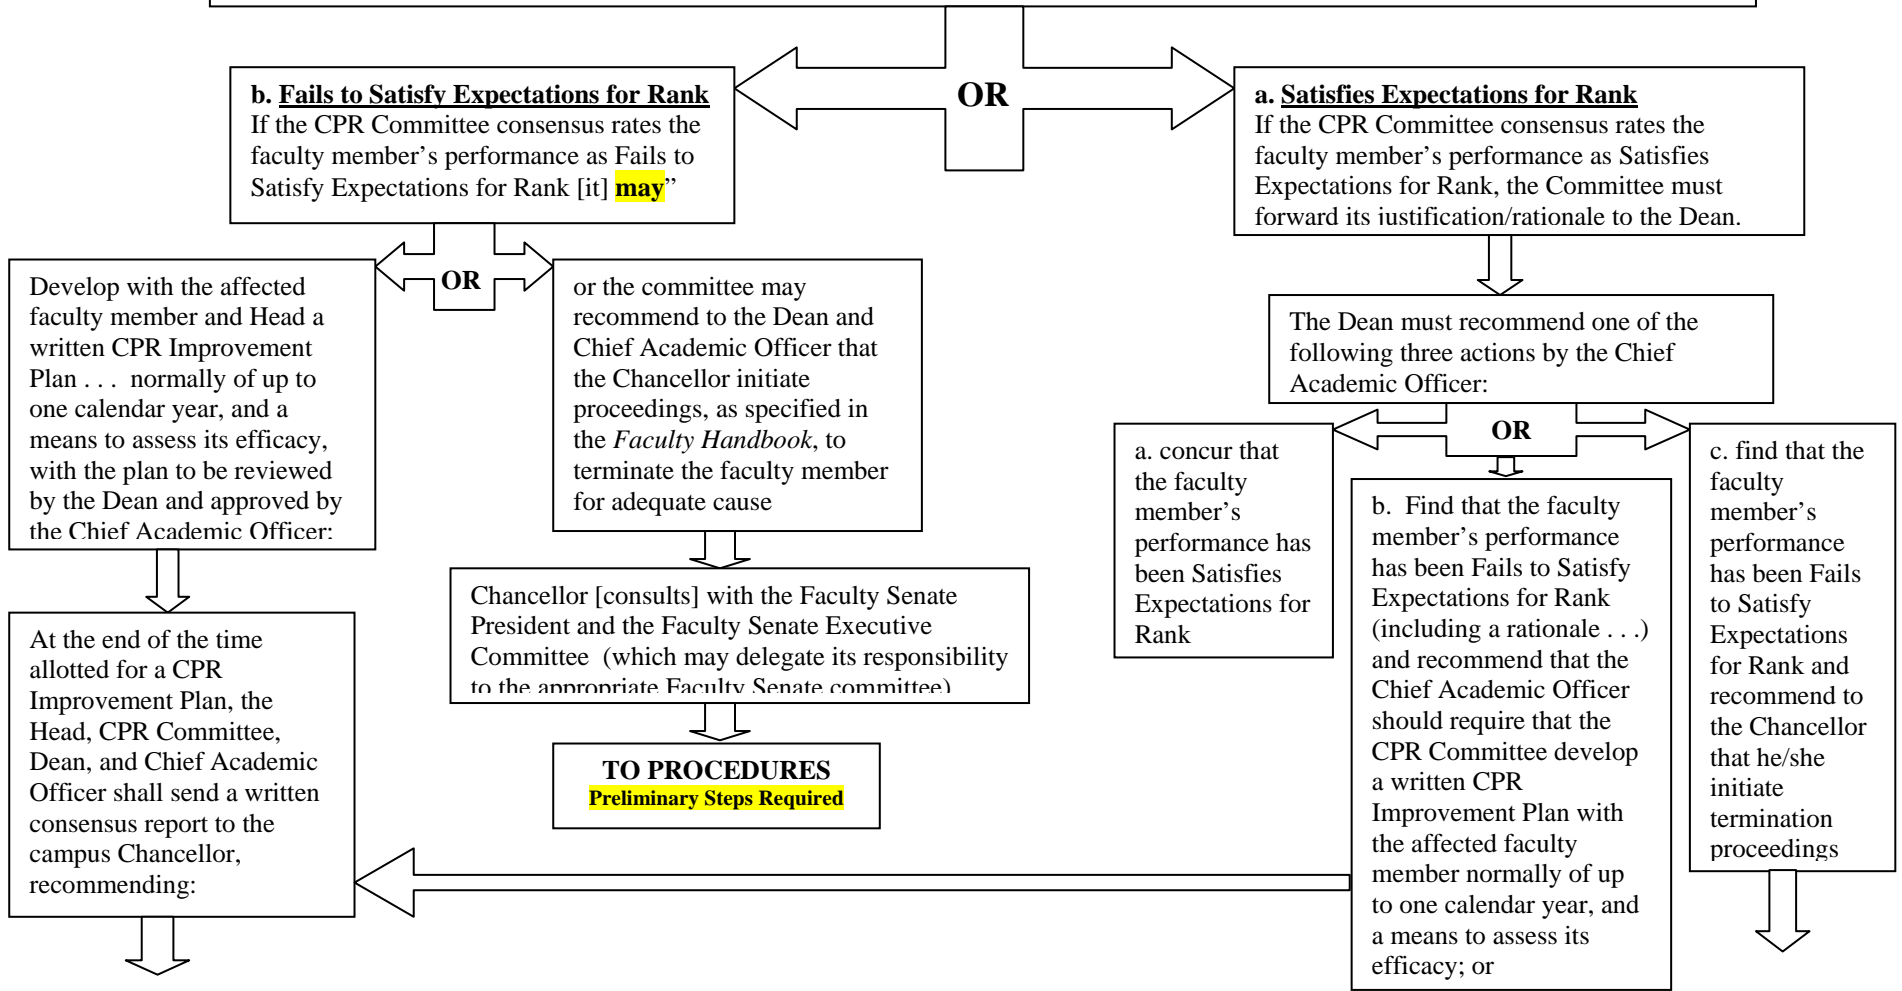 OR
b. Fails to Satisfy Expectations for Rank
If the CPR Committee consensus rates the
faculty member’s performance as Fails to
Satisfy Expectations for Rank [it] may”
a. Satisfies Expectations for Rank
If the CPR Committee consensus rates the
faculty member’s performance as Satisfies
Expectations for Rank, the Committee must
forward its justification/rationale to the Dean.
OR
Develop with the affected
faculty member and Head a
written CPR Improvement
Plan . . . normally of up to
one calendar year, and a
means to assess its efficacy,
with the plan to be reviewed
by the Dean and approved by
the Chief Academic Officer:
or the committee may
recommend to the Dean and
Chief Academic Officer that
the Chancellor initiate
proceedings, as specified in
the Faculty Handbook, to
terminate the faculty member
for adequate cause
The Dean must recommend one of the
following three actions by the Chief
Academic Officer:
OR
a. concur that
the faculty
member’s
performance has
been Satisfies
Expectations for
Rank
b. Find that the faculty
member’s performance
has been Fails to Satisfy
Expectations for Rank
(including a rationale . . .)
and recommend that the
Chief Academic Officer
should require that the
CPR Committee develop
a written CPR
Improvement Plan with
the affected faculty
member normally of up
to one calendar year, and
a means to assess its
efficacy; or
c. find that the
faculty
member’s
performance
has been Fails
to Satisfy
Expectations
for Rank and
recommend to
the Chancellor
that he/she
initiate
termination
proceedings
At the end of the time
allotted for a CPR
Improvement Plan, the
Head, CPR Committee,
Dean, and Chief Academic
Officer shall send a written
consensus report to the
campus Chancellor,
recommending:
Chancellor [consults] with the Faculty Senate
President and the Faculty Senate Executive
Committee (which may delegate its responsibility
to the appropriate Faculty Senate committee)
TO PROCEDURES
Preliminary Steps Required